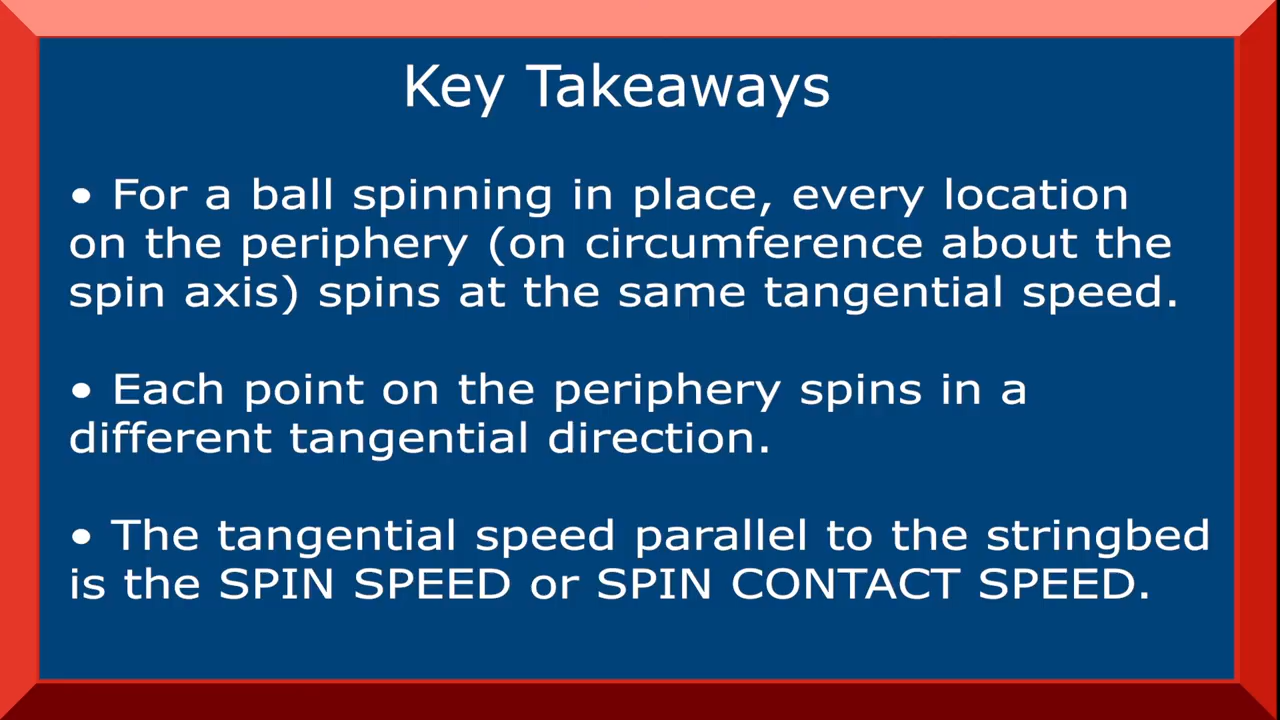 Key Takeaways
• For a ball spinning in place, every location
on the periphery (on circumference about the
spin axis) spins at the same tangential speed.
• Each point on the periphery spins in a
different tangential direction.
• The tangential speed parallel to the stringbed
is the SPIN SPEED or SPIN CONTACT SPEED.